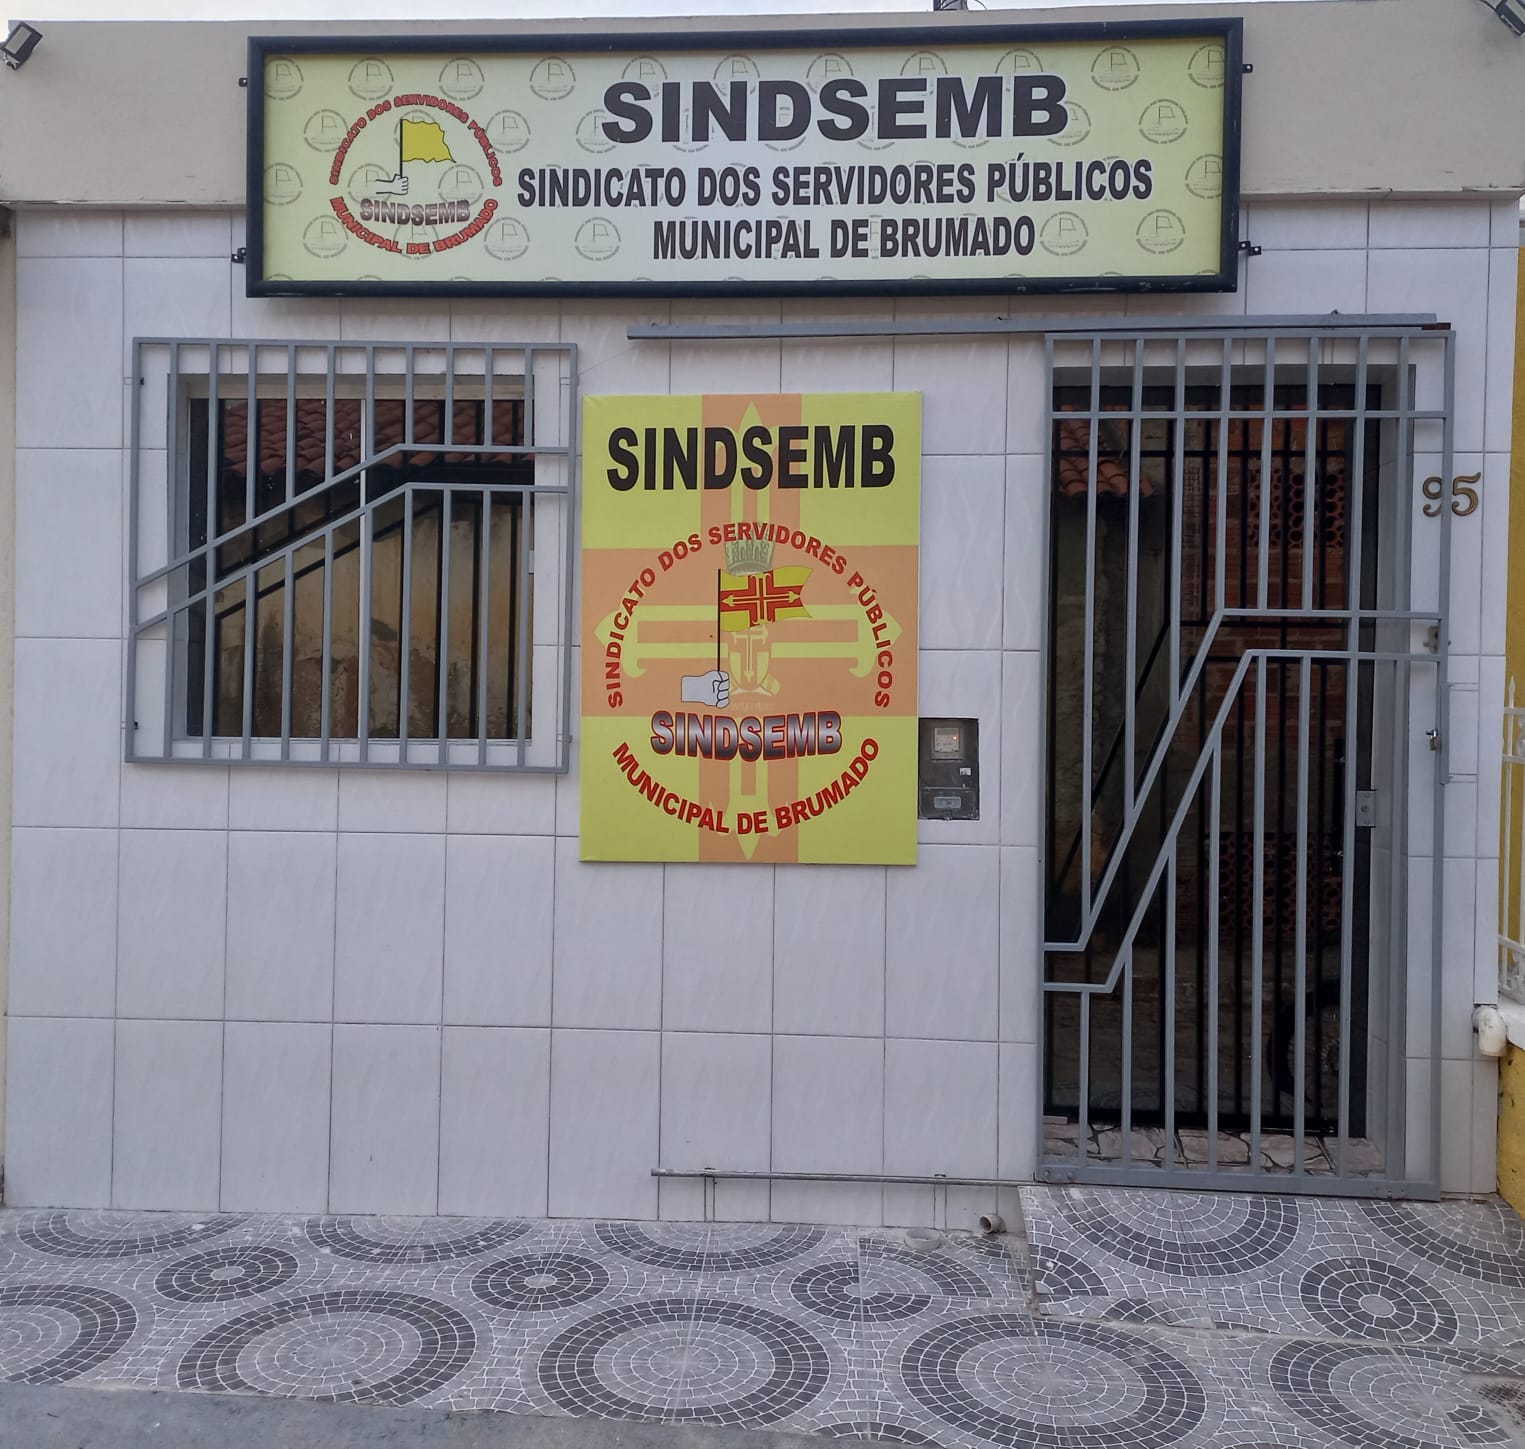 SINDICATO DOS SERVIDORES PÚBLICOS
SINDSEMB
MUNICIPAL DE BRUMADO
SINDSEMB
SINDICATO DOS SERVIDORES PÚBLICOS
MUNICIPAL DE BRUMADO
SINDSEMB
SINDICATO DOS SERVIDORES PÚBLICOS
SINDSEMB
MUNICIPAL DE BRUMADO
95